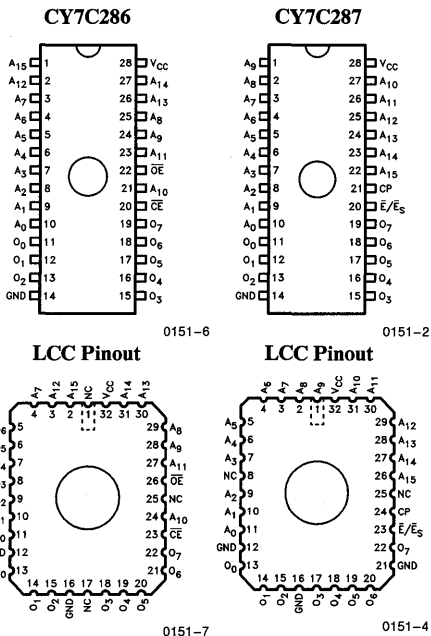 CY7C286 CY7C287
A15 1 28 VCC A9 1 28 VCC
A12 2 27 A14 A8 2 27 A10
A7 3 26 A13 A7 3 26 A11
A6 4 25 A8 A6 4 25 A12
A5 5 24 A9 A5 5 24 A13
A4 6 23 A11 A4 6 23 A14
A3 7 22 OE A3 7 22 A15
A2 8 21 A10 A2 8 21 CP
A1 9 20 CE A1 9 20 E/ES
A0 10 19 O7 A0 10 19 O7
O0 11 18 O6 O0 11 18 O6
O1 12 17 O5 O1 12 17 O5
O2 13 16 O4 O2 13 16 O4
GND 14 15 O3 GND 14 15 O3
0151-6 0151-2
LCC Pinout LCC Pinout
A7 A12 A15 NC VCC A14 A13 A6 A7 A8 A9 VCC A10 A11
4 3 2 1 32 31 30 4 3 2 1 32 31 30
5 29 A8 A5 5 29 A12
6 28 A9 A4 6 28 A13
7 27 A11 A3 7 27 A14
8 26 OE NC 8 26 A15
9 25 NC A2 9 25 NC
10 24 A10 A1 10 24 CP
11 23 CE A0 11 23 E/ES
12 22 O7 GND 12 22 O7
13 21 O6 O0 13 21 GND
14 15 16 17 18 19 20 14 15 16 17 18 19 20
O1 O2 GND NC O3 O4 O5 O1 O2 GND O3 O4 O5 O6
0151-7 0151-4